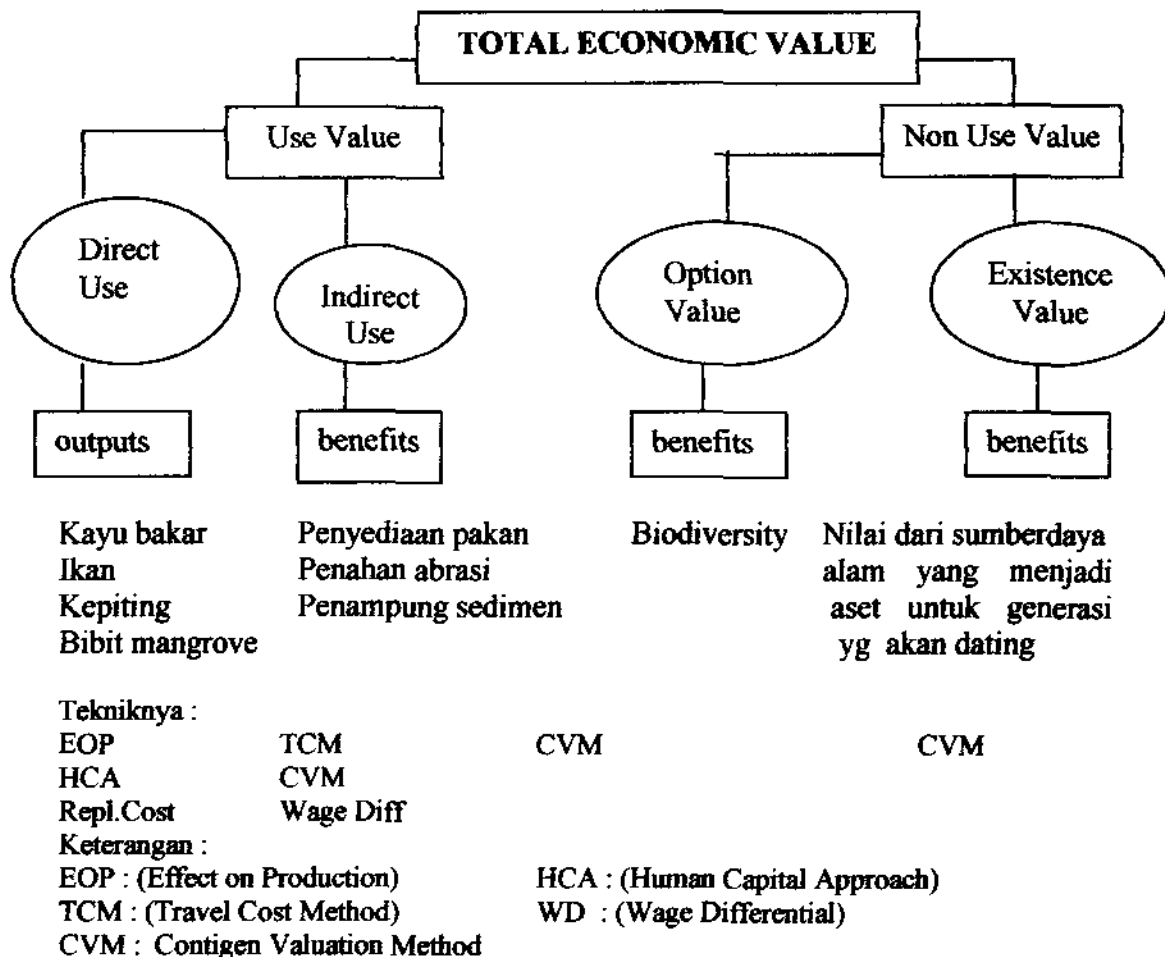 TOTAL ECONOMIC VALUE
Use Value
Non Use Value
Direct
Use
Indirect
Use
Option
Value
Existence
Value
outputs
benefits
benefits
benefits
Kayu bakar
Ikan
Kepiting
Bibit mangrove
Penyediaan pakan
Penahan abrasi
Penampung sedimen
Biodiversity
Nilai dari sumberdaya
alam yang menjadi
aset untuk generasi
yg akan dating
Tekniknya :
EOP TCM CVM CVM
HCA CVM
Repl.Cost Wage Diff
Keterangan :
EOP : (Effect on Production) HCA : (Human Capital Approach)
TCM : (Travel Cost Method) WD : (Wage Differential)
CVM : Contigen Valuation Method